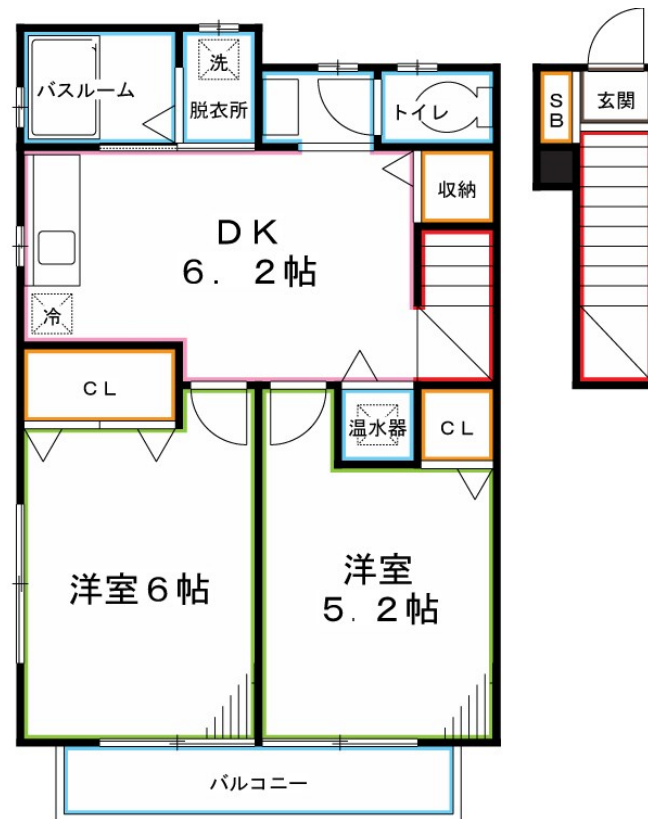 洗
バスルーム
脱衣所
トイレ
S
B
玄関
収納
DK
6.2帖
冷
CL
温水器
CL
洋室6帖
洋室
5.2帖
バルコニー